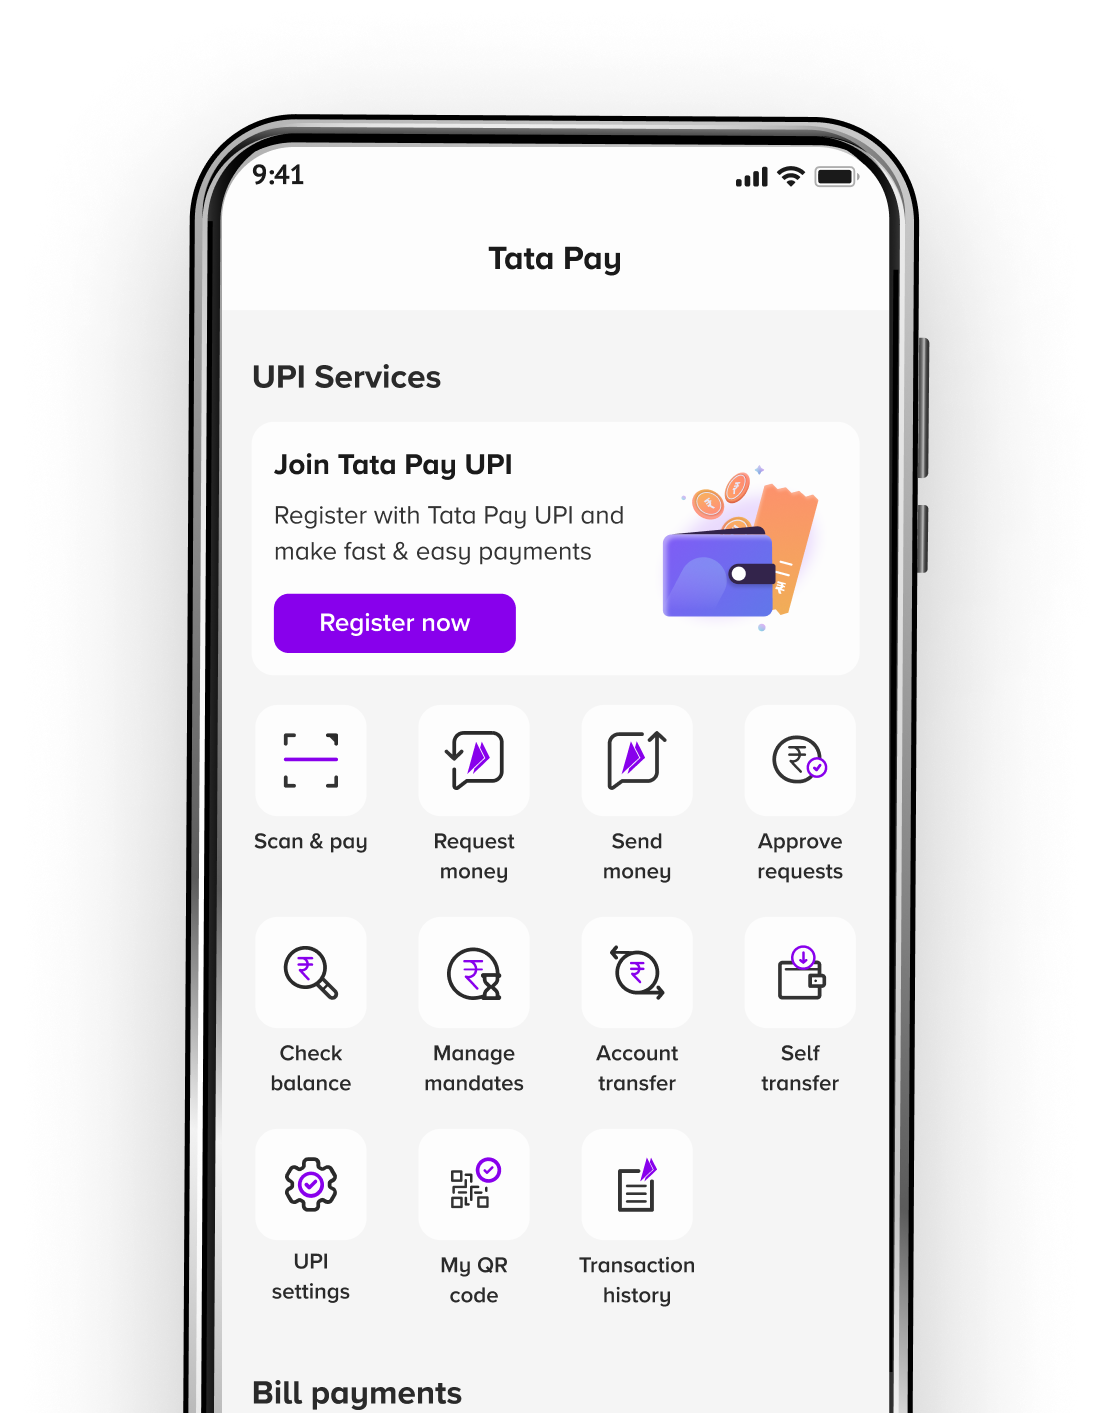 9:41
Tata Pay
UPI Services
Join Tata Pay UPI
Register with Tata Pay UPI and
make fast & easy payments
Register now
Scan & pay
Request
money
Send
money
Approve
requests
Check
balance
Manage
mandates
Account
transfer
Self
transfer
UPI
settings
My QR
code
Transaction
history
Bill payments